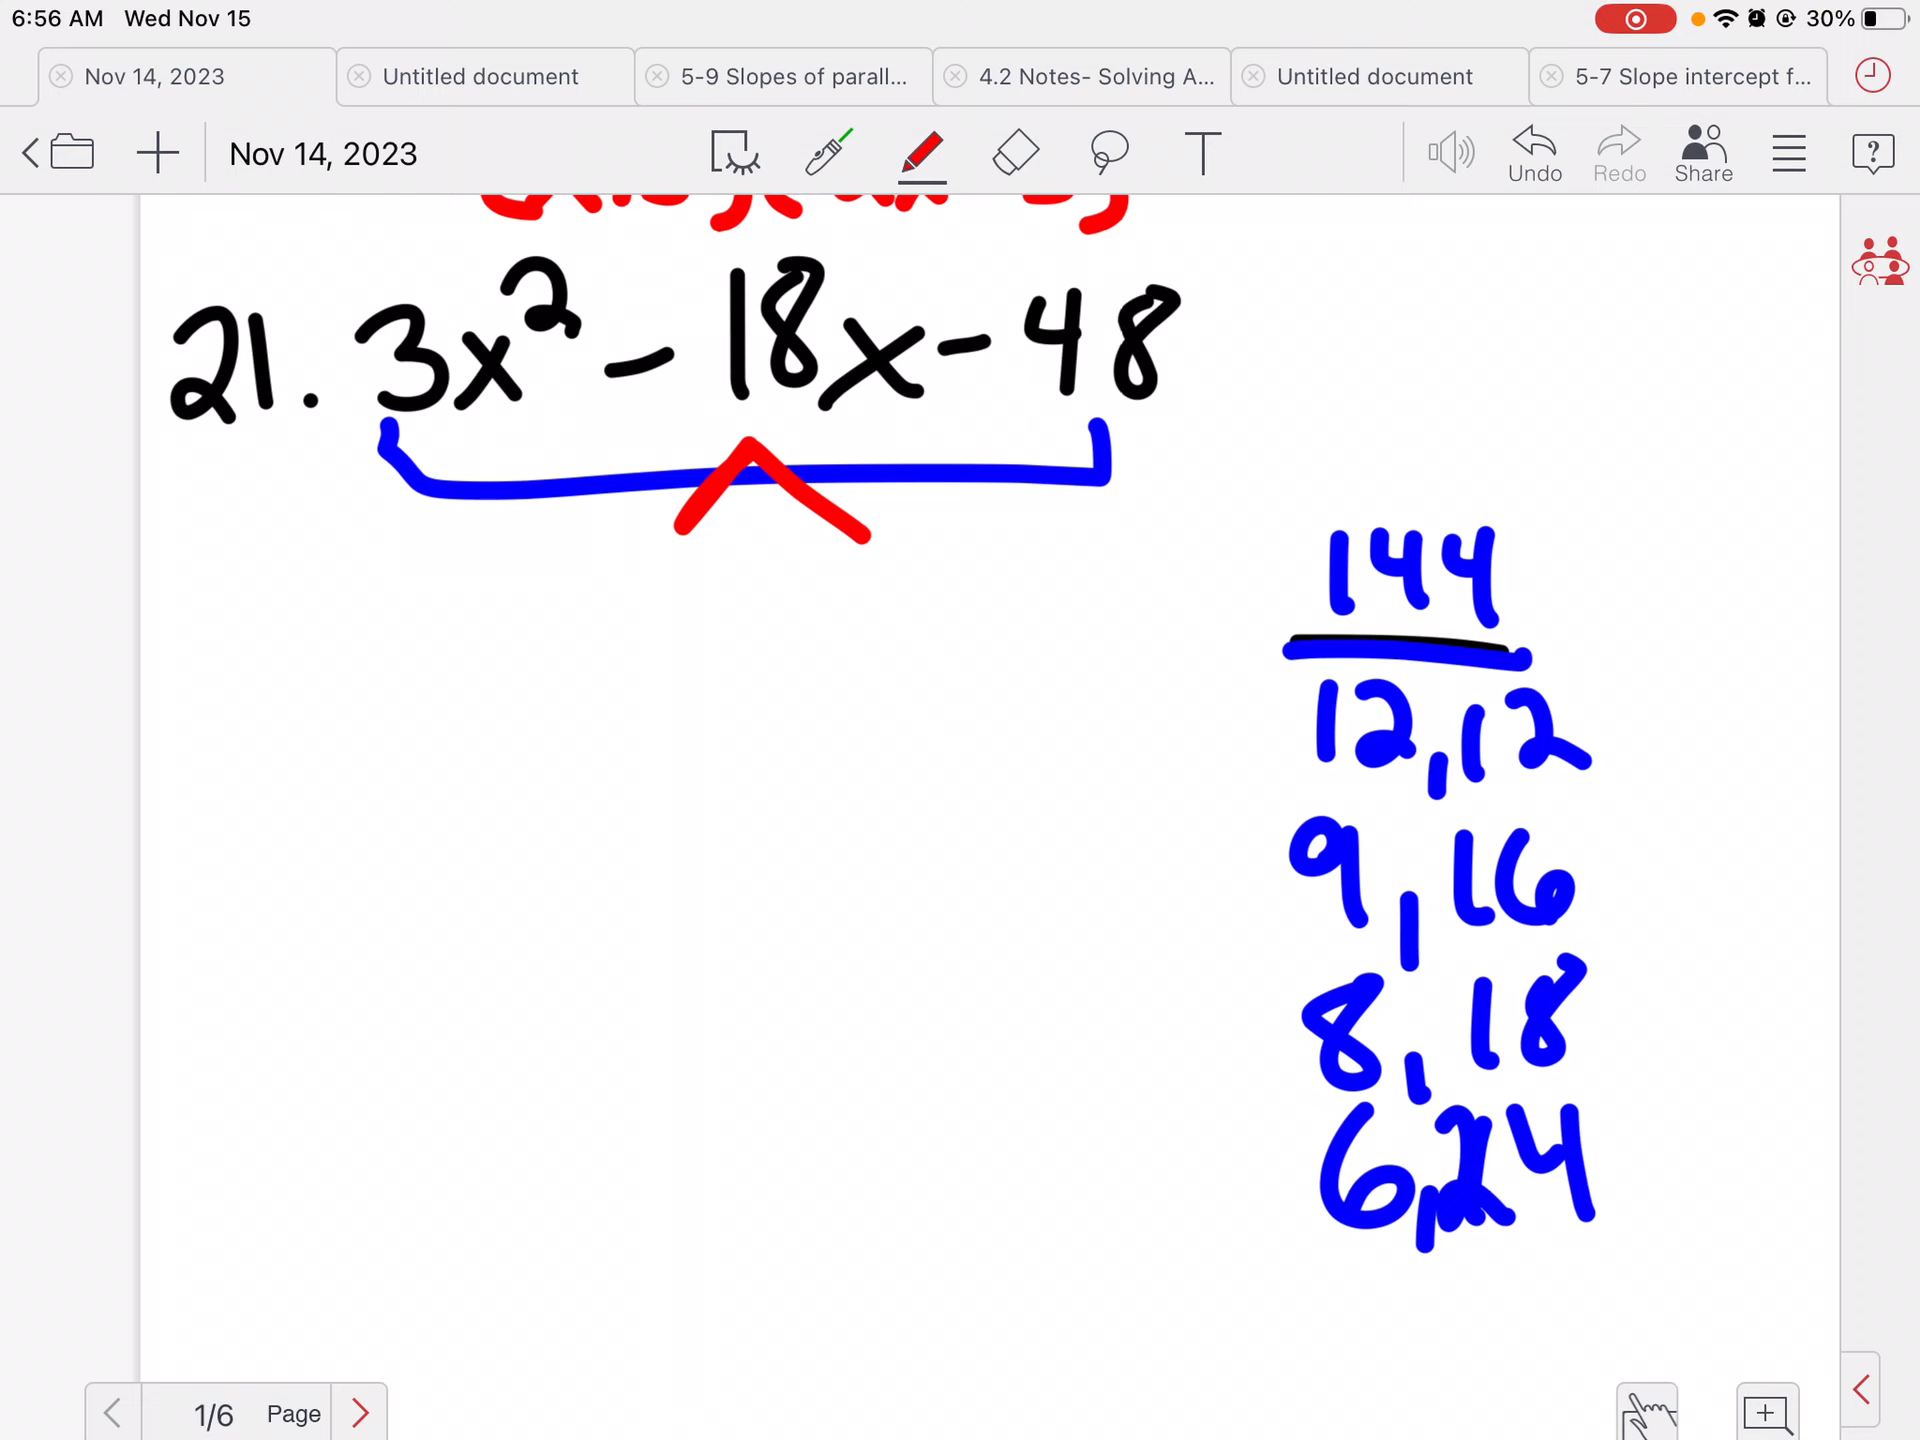 6:56 AM Wed Nov 15
30%
Nov 14, 2023
Untitled document
5-9 Slopes of parall...
4.2 Notes- Solving A...
Untitled document
5-7 Slope intercept f...
Nov 14, 2023
T
Undo
Redo
Share
?
21. 3x² - 18x - 48
144
12,12
9,16
8,18
6,24
1/6 Page